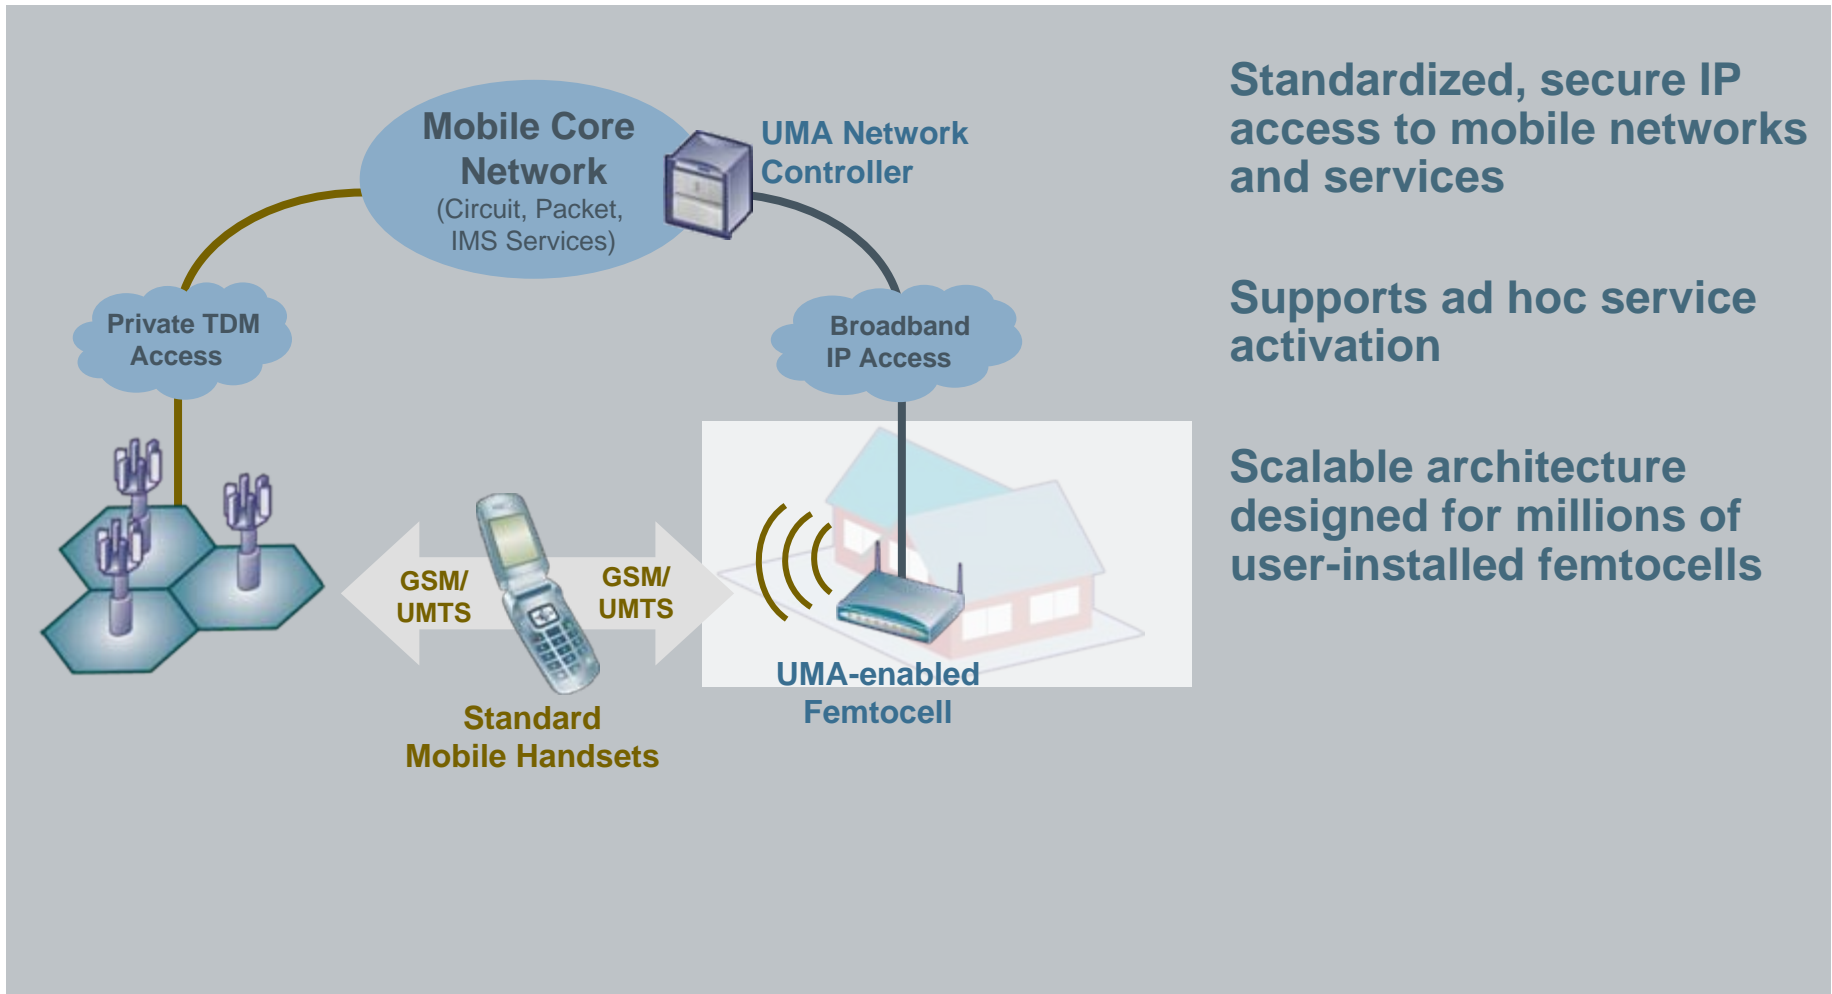 Mobile Core
Network
(Circuit, Packet,
IMS Services)
UMA Network
Controller
Private TDM
Access
Broadband
IP Access
GSM/
UMTS
GSM/
UMTS
Standard
Mobile Handsets
UMA-enabled
Femtocell
Standardized, secure IP
access to mobile networks
and services
Supports ad hoc service
activation
Scalable architecture
designed for millions of
user-installed femtocells